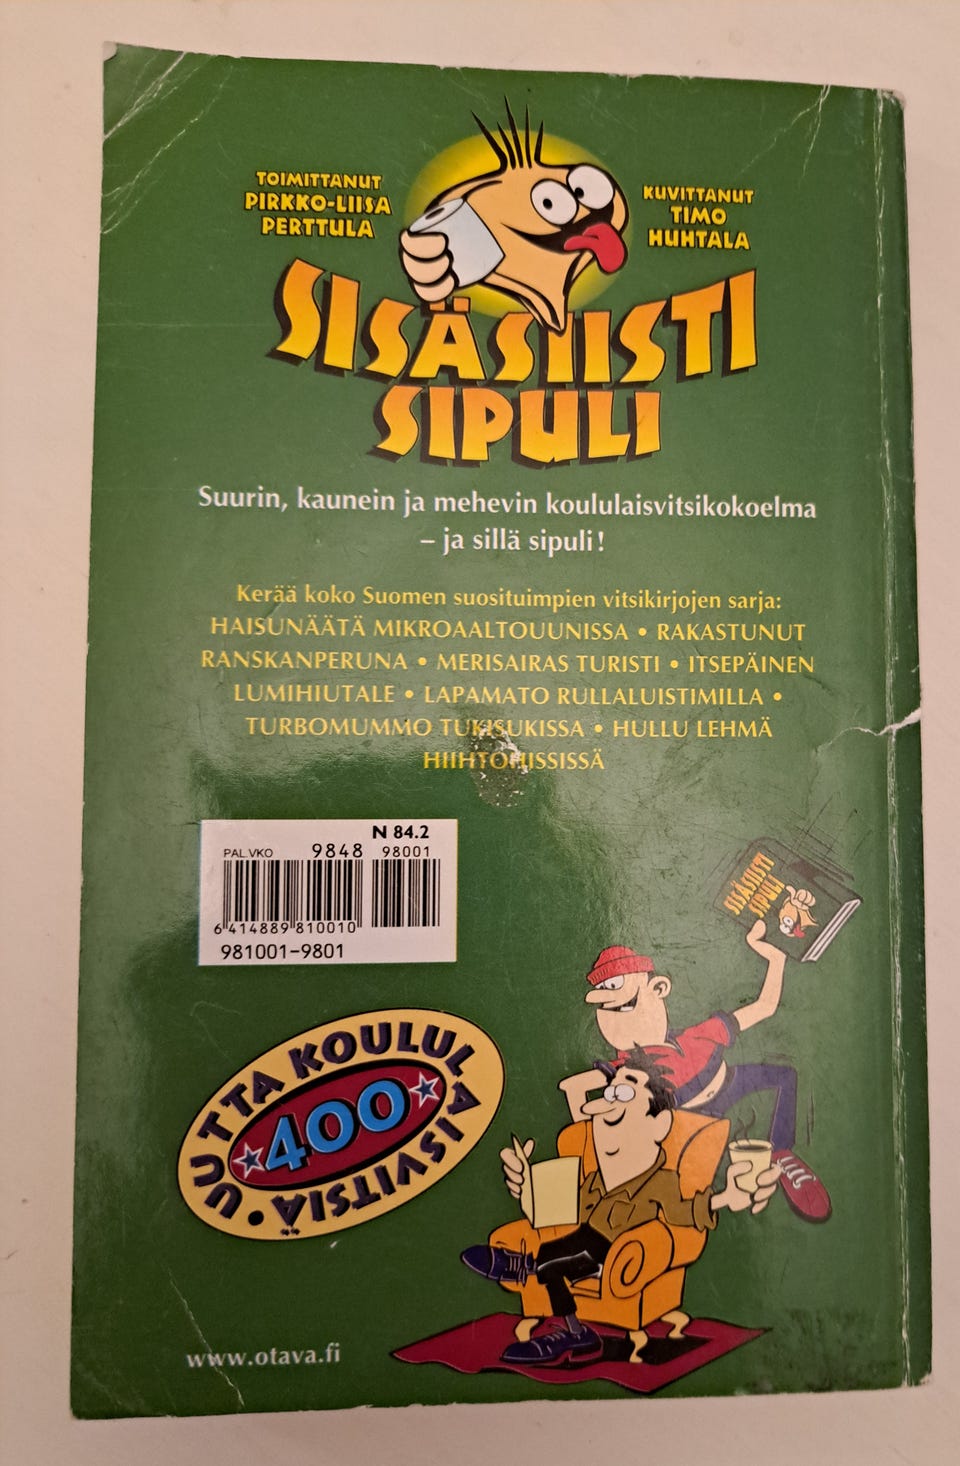 TOIMITTANUT
PIRKKO-LIISA
PERTTULA
KUVITTANUT
TIMO
HUHTALA
SISÄSIISTI
SIPULI
Suurin, kaunein ja mehevin koululaisvitsikokoelma
– ja sillä sipuli!
Kerää koko Suomen suosituimpien vitsikirjojen sarja:
HAISUNÄÄTÄ MIKROAALTOUUNISSA • RAKASTUNUT
RANSKANPERUNA • MERISAIRAS TURISTI • ITSEPÄINEN
LUMIHIUTALE • LAPAMATO RULLALUISTIMILLA •
TURBOMUMMO TUKISUKISSA • HULLU LEHMÄ
HIIHTOHISSISSÄ
N 84.2
PAL.VKO 9848 98001
6 414889 810010
981001-9801
SISÄSIISTI
SIPULI
UUTTA KOULULAISVITSIÄ •
400
www.otava.fi